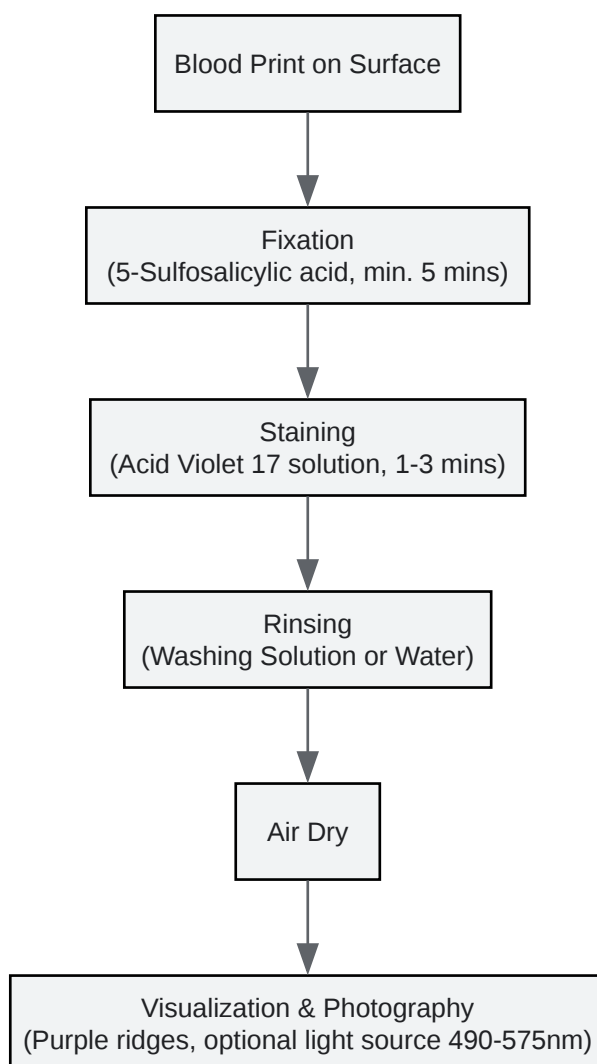 Blood Print on Surface
Fixation
(5-Sulfosalicylic acid, min. 5 mins)
Staining
(Acid Violet 17 solution, 1-3 mins)
Rinsing
(Washing Solution or Water)
Air Dry
Visualization & Photography
(Purple ridges, optional light source 490-575nm)